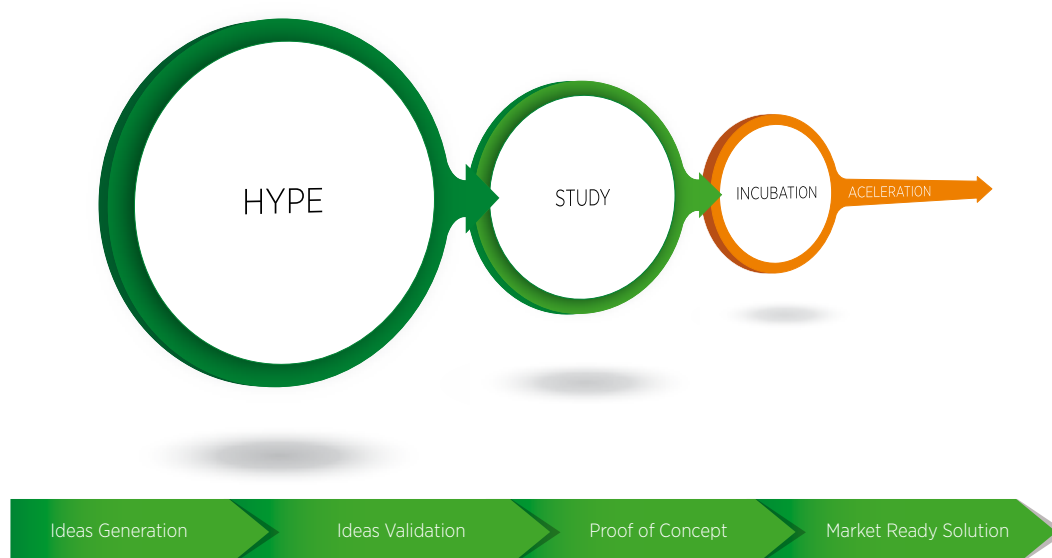 HYPE
STUDY
INCUBATION
ACELERATION
Ideas Generation
Ideas Validation
Proof of Concept
Market Ready Solution